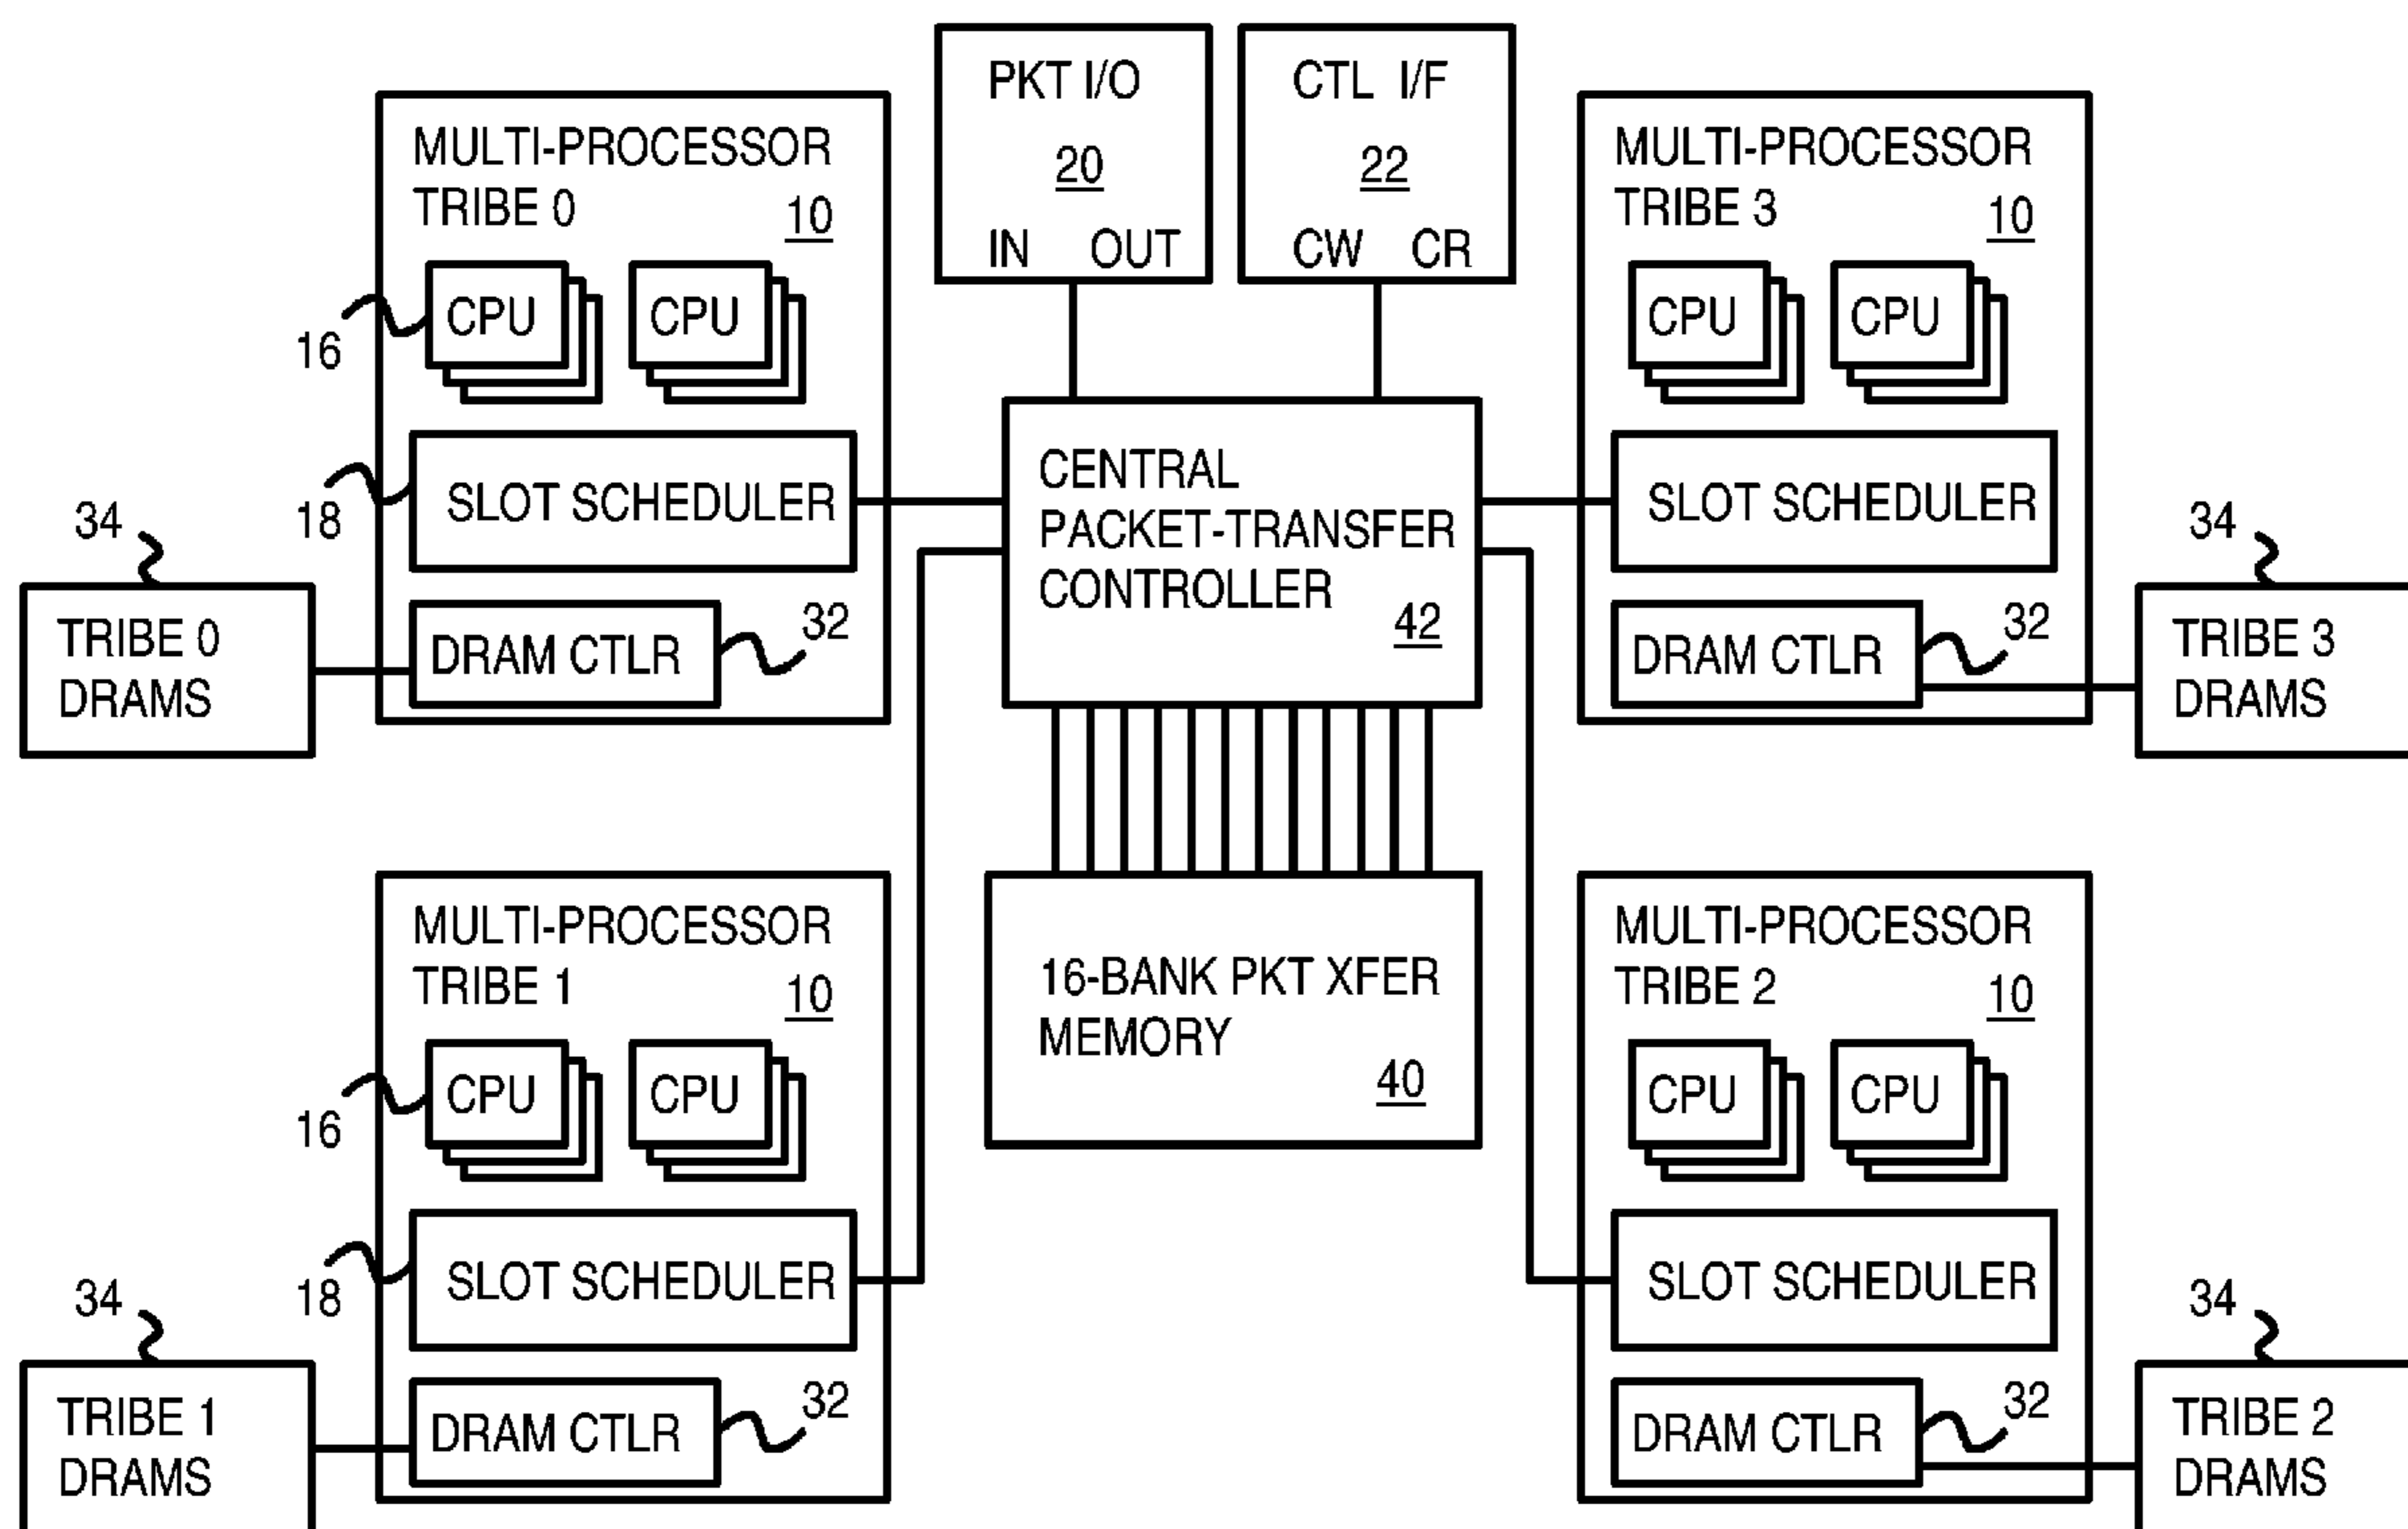 PKT I/O
20
IN OUT
CTL I/F
22
CW CR
MULTI-PROCESSOR
TRIBE 0
10
CPU CPU
16
SLOT SCHEDULER
18
DRAM CTLR
32
34
TRIBE 0
DRAMS
CENTRAL
PACKET-TRANSFER
CONTROLLER
42
MULTI-PROCESSOR
TRIBE 3
10
CPU CPU
SLOT SCHEDULER
DRAM CTLR
32
34
TRIBE 3
DRAMS
MULTI-PROCESSOR
TRIBE 1
10
CPU CPU
16
SLOT SCHEDULER
18
DRAM CTLR
32
34
TRIBE 1
DRAMS
16-BANK PKT XFER
MEMORY
40
MULTI-PROCESSOR
TRIBE 2
10
CPU CPU
SLOT SCHEDULER
DRAM CTLR
32
34
TRIBE 2
DRAMS